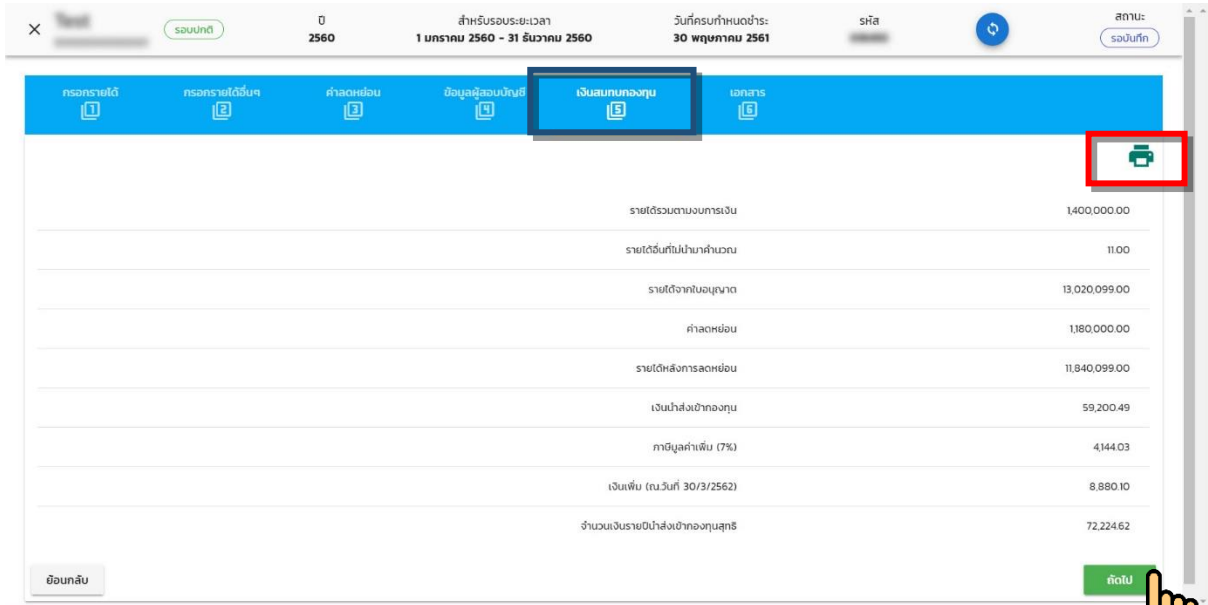 Test
รอบปกติ
ปี
2560
สำหรับรอบระยะเวลา
1 มกราคม 2560 - 31 ธันวาคม 2560
วันที่ครบกำหนดชำระ
30 พฤษภาคม 2561
รหัส
สถานะ:
รอบันทึก
กรอกรายได้
1
กรอกรายได้อื่นๆ
2
ค่าลดหย่อน
3
ข้อมูลผู้สอบบัญชี
4
เงินสมทบกองทุน
5
เอกสาร
6
รายได้รวมตามงบการเงิน 1,400,000.00
รายได้อื่นที่ไม่นำมาคำนวณ 11.00
รายได้จากใบอนุญาต 13,020,099.00
ค่าลดหย่อน 1,180,000.00
รายได้หลังการลดหย่อน 11,840,099.00
เงินนำส่งเข้ากองทุน 59,200.49
ภาษีมูลค่าเพิ่ม (7%) 4,144.03
เงินเพิ่ม (ณ.วันที่ 30/3/2562) 8,880.10
จำนวนเงินรายปีนำส่งเข้ากองทุนสุทธิ 72,224.62
ย้อนกลับ
ถัดไป